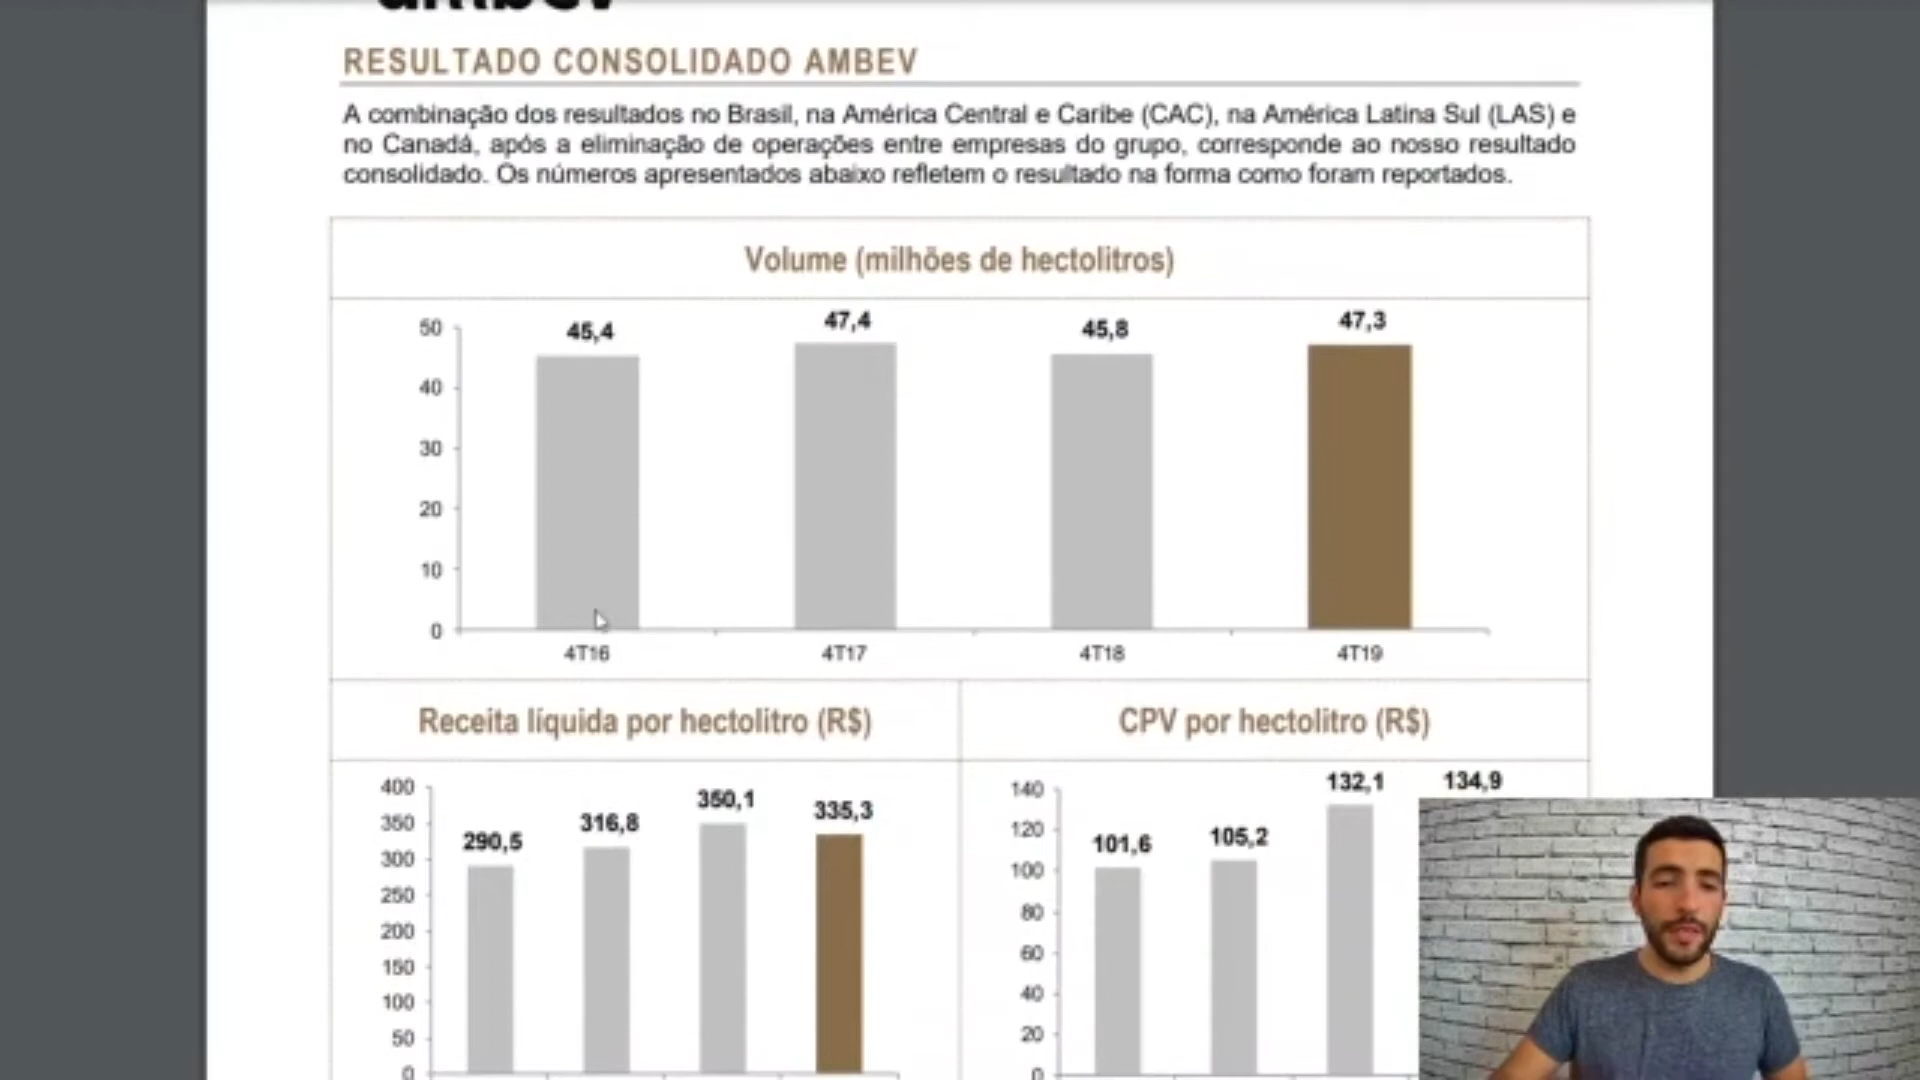 ambev
RESULTADO CONSOLIDADO AMBEV
A combinação dos resultados no Brasil, na América Central e Caribe (CAC), na América Latina Sul (LAS) e
no Canadá, após a eliminação de operações entre empresas do grupo, corresponde ao nosso resultado
consolidado. Os números apresentados abaixo refletem o resultado na forma como foram reportados.
Volume (milhões de hectolitros)
50
40
30
20
10
0
45,4
47,4
45,8
47,3
4T16
4T17
4T18
4T19
Receita líquida por hectolitro (R$)
400
350
300
250
200
150
100
50
0
290,5
316,8
350,1
335,3
CPV por hectolitro (R$)
140
120
100
80
60
40
20
0
101,6
105,2
132,1
134,9